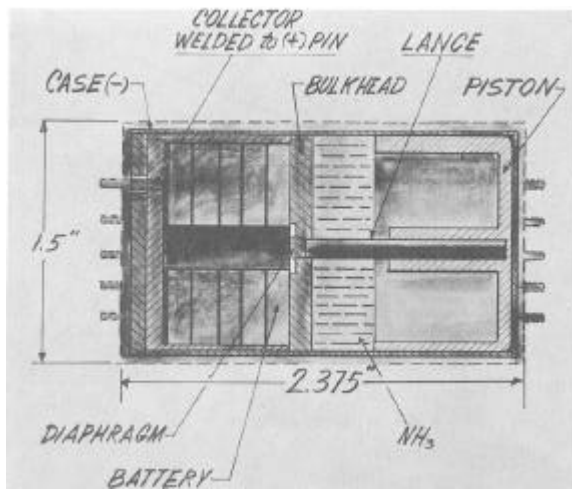 COLLECTOR
WELDED to (+) PIN
LANCE
CASE (-)
BULKHEAD
PISTON
1.5"
2.375"
DIAPHRAGM
NH₃
BATTERY